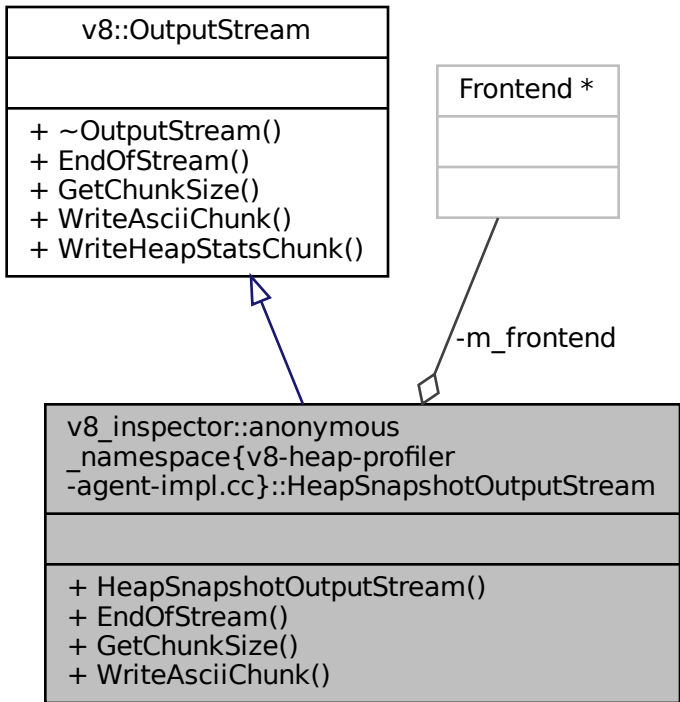 v8::OutputStream
+ ~OutputStream()
+ EndOfStream()
+ GetChunkSize()
+ WriteAsciiChunk()
+ WriteHeapStatsChunk()
Frontend *
-m_frontend
v8_inspector::anonymous
_namespace{v8-heap-profiler
-agent-impl.cc}::HeapSnapshotOutputStream
+ HeapSnapshotOutputStream()
+ EndOfStream()
+ GetChunkSize()
+ WriteAsciiChunk()